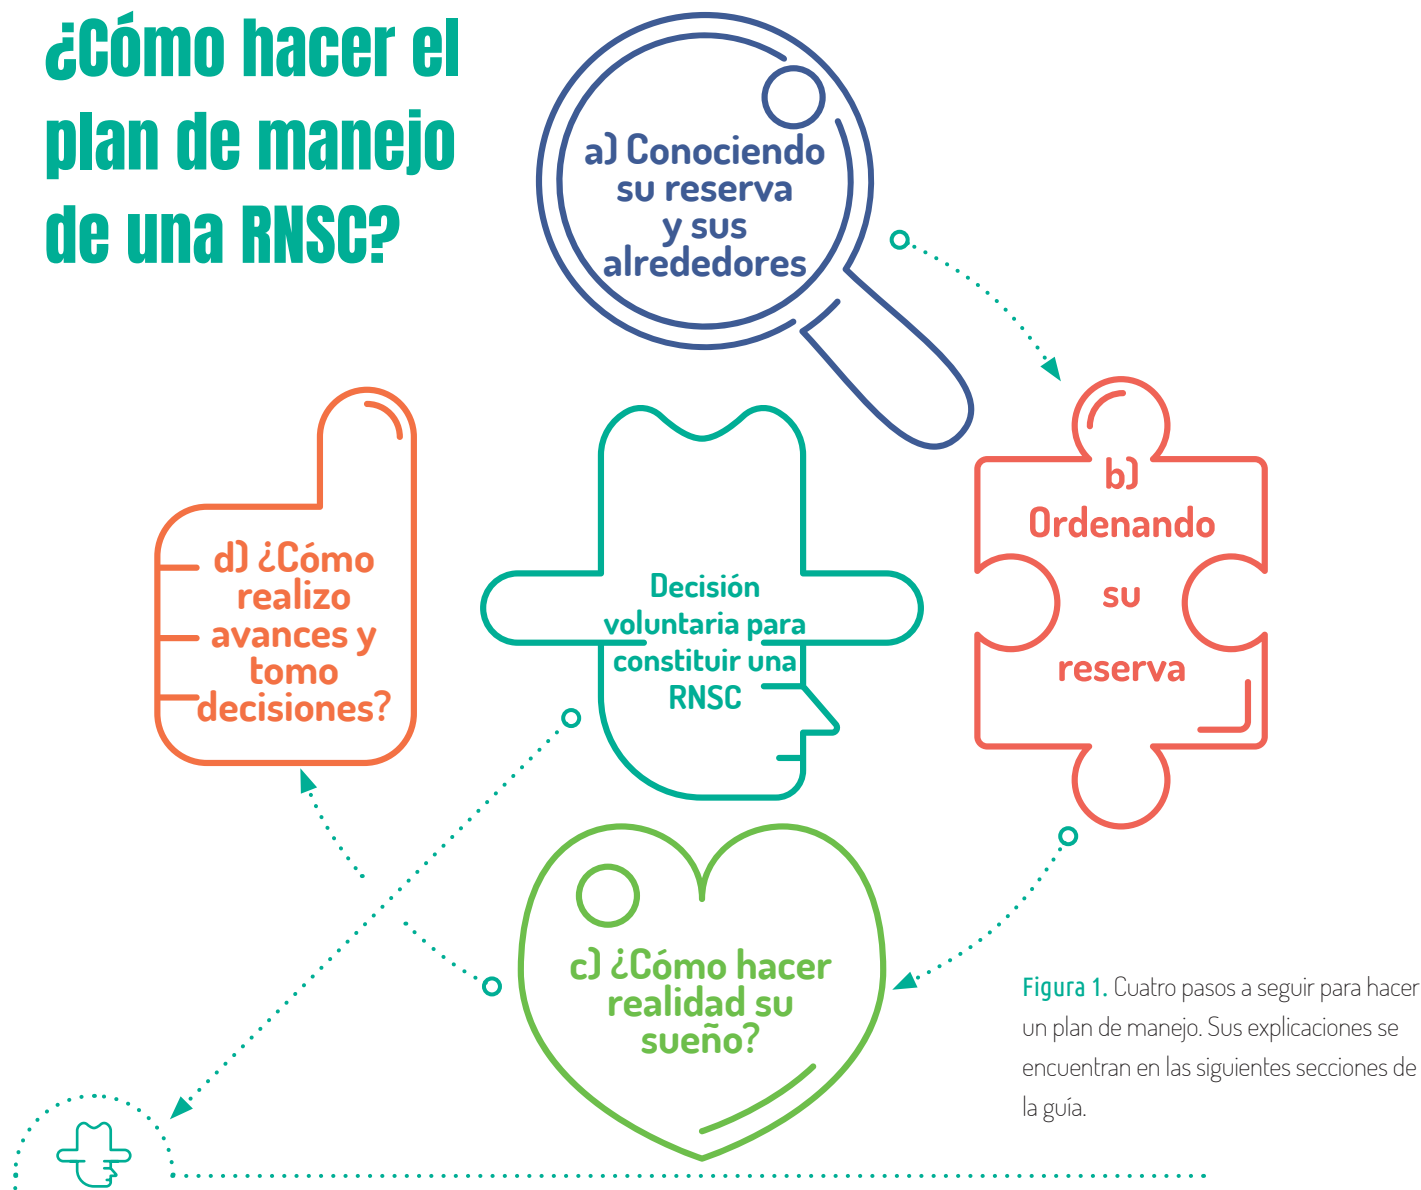 ¿Cómo hacer el
plan de manejo
de una RNSC?
a) Conociendo
su reserva
y sus
alrededores
b)
Ordenando
su
reserva
d) ¿Cómo
realizo
avances y
tomo
decisiones?
Decisión
voluntaria para
constituir una
RNSC
c) ¿Cómo hacer
realidad su
sueño?
Figura 1. Cuatro pasos a seguir para hacer
un plan de manejo. Sus explicaciones se
encuentran en las siguientes secciones de
la guía.